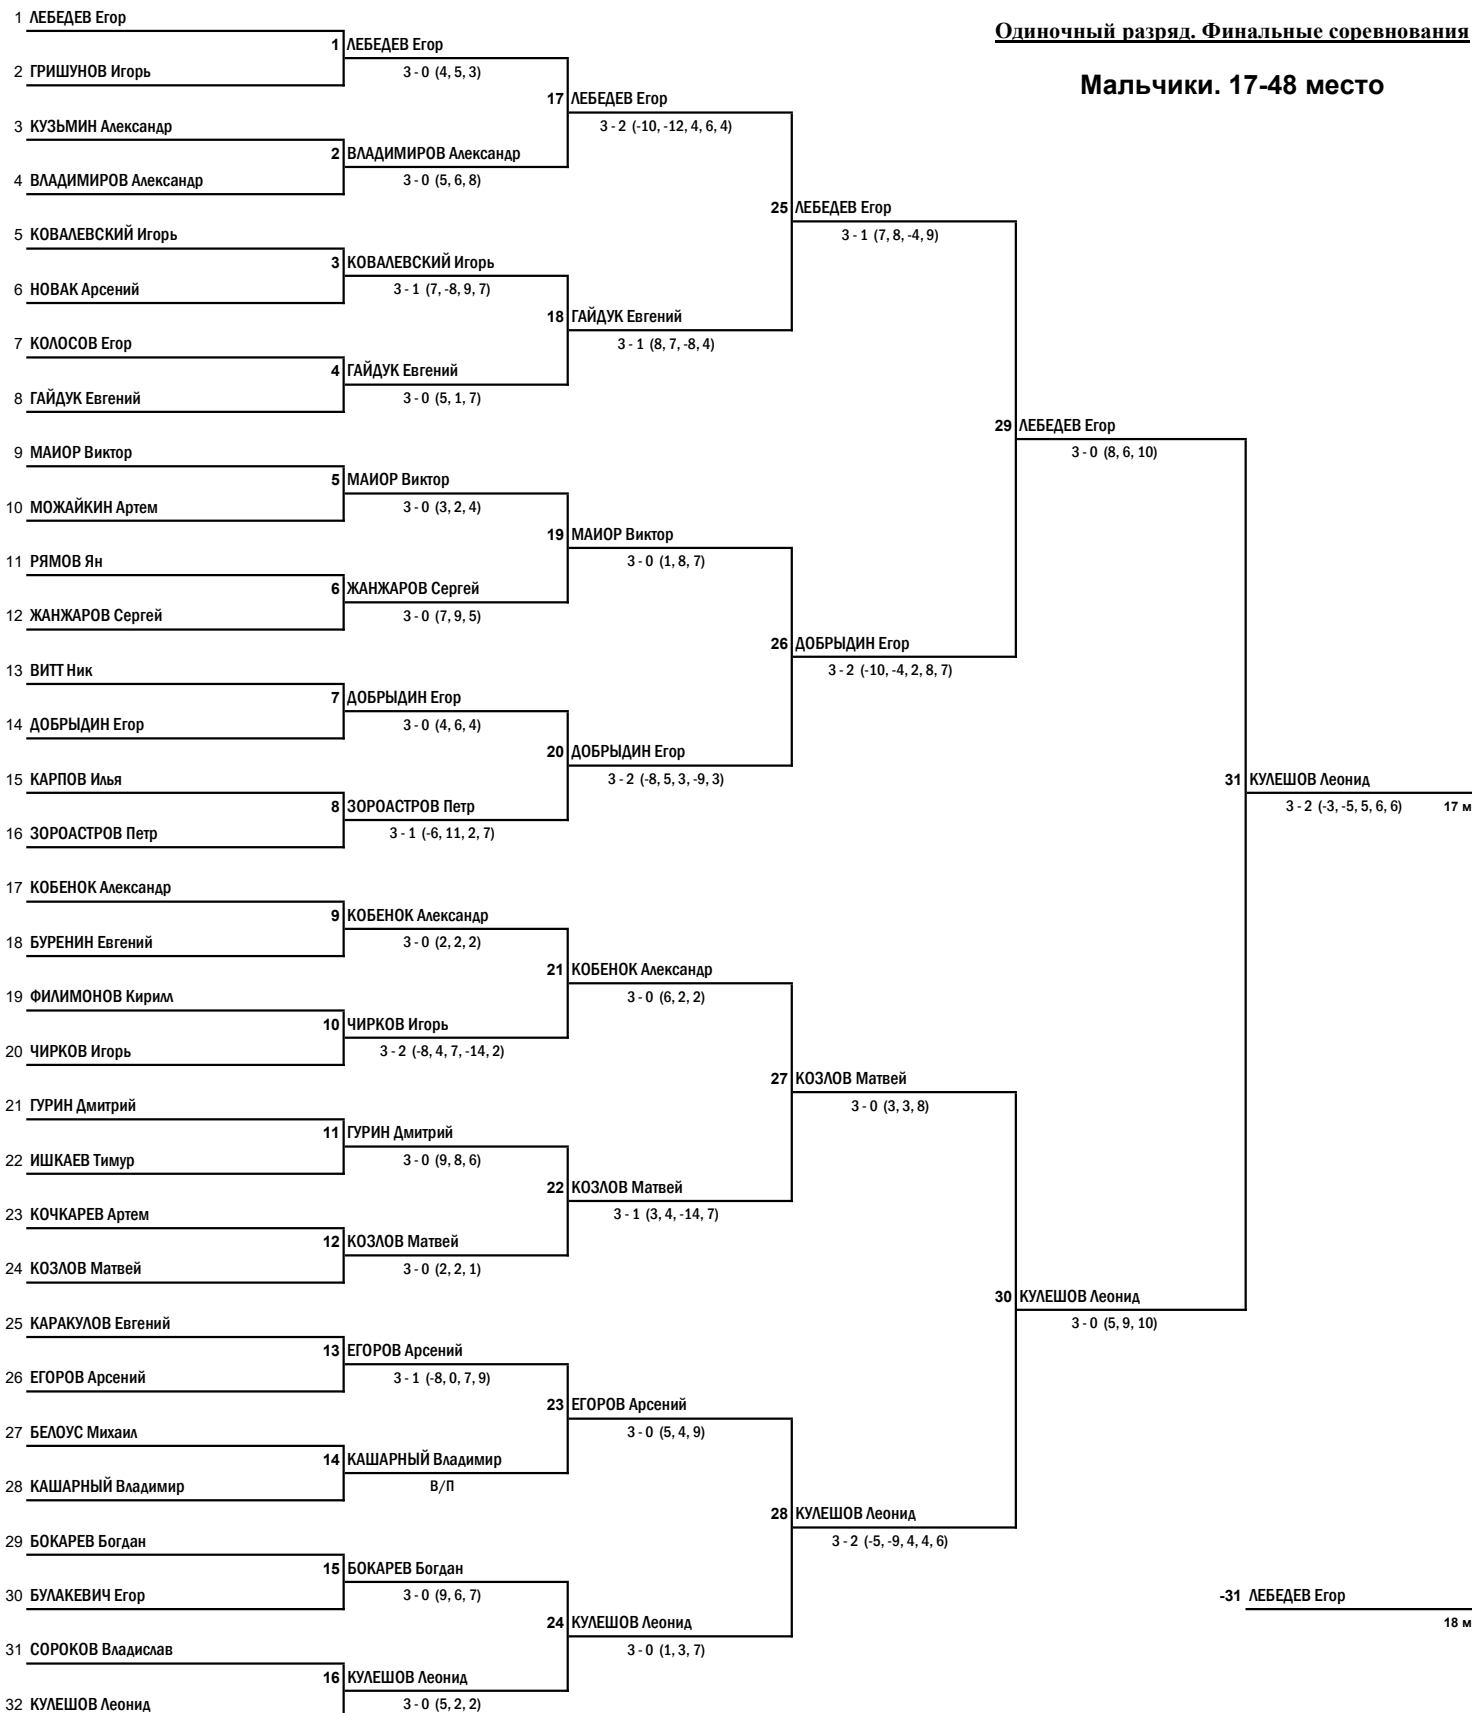 Одиночный разряд. Финальные соревнования
Мальчики. 17-48 место
1 ЛЕБЕДЕВ Егор
1 ЛЕБЕДЕВ Егор
2 ГРИШУНОВ Игорь
3 - 0 (4, 5, 3)
17 ЛЕБЕДЕВ Егор
3 КУЗЬМИН Александр
3 - 2 (-10, -12, 4, 6, 4)
2 ВЛАДИМИРОВ Александр
4 ВЛАДИМИРОВ Александр
3 - 0 (5, 6, 8)
25 ЛЕБЕДЕВ Егор
5 КОВАЛЕВСКИЙ Игорь
3 - 1 (7, 8, -4, 9)
3 КОВАЛЕВСКИЙ Игорь
6 НОВАК Арсений
3 - 1 (7, -8, 9, 7)
18 ГАЙДУК Евгений
7 КОЛОСОВ Егор
3 - 1 (8, 7, -8, 4)
4 ГАЙДУК Евгений
8 ГАЙДУК Евгений
3 - 0 (5, 1, 7)
29 ЛЕБЕДЕВ Егор
9 МАИОР Виктор
3 - 0 (8, 6, 10)
5 МАИОР Виктор
10 МОЖАЙКИН Артем
3 - 0 (3, 2, 4)
19 МАИОР Виктор
11 РЯМОВ Ян
3 - 0 (1, 8, 7)
6 ЖАНЖАРОВ Сергей
12 ЖАНЖАРОВ Сергей
3 - 0 (7, 9, 5)
26 ДОБРЫДИН Егор
13 ВИТТ Ник
3 - 2 (-10, -4, 2, 8, 7)
7 ДОБРЫДИН Егор
14 ДОБРЫДИН Егор
3 - 0 (4, 6, 4)
20 ДОБРЫДИН Егор
15 КАРПОВ Илья
3 - 2 (-8, 5, 3, -9, 3)
31 КУЛЕШОВ Леонид
8 ЗОРОАСТРОВ Петр
3 - 2 (-3, -5, 5, 6, 6) 17 м
16 ЗОРОАСТРОВ Петр
3 - 1 (-6, 11, 2, 7)
17 КОБЕНОК Александр
9 КОБЕНОК Александр
18 БУРЕНИН Евгений
3 - 0 (2, 2, 2)
21 КОБЕНОК Александр
19 ФИЛИМОНОВ Кирилл
3 - 0 (6, 2, 2)
10 ЧИРКОВ Игорь
20 ЧИРКОВ Игорь
3 - 2 (-8, 4, 7, -14, 2)
27 КОЗЛОВ Матвей
21 ГУРИН Дмитрий
3 - 0 (3, 3, 8)
11 ГУРИН Дмитрий
22 ИШКАЕВ Тимур
3 - 0 (9, 8, 6)
22 КОЗЛОВ Матвей
23 КОЧКАРЕВ Артем
3 - 1 (3, 4, -14, 7)
12 КОЗЛОВ Матвей
24 КОЗЛОВ Матвей
3 - 0 (2, 2, 1)
30 КУЛЕШОВ Леонид
25 КАРАКУЛОВ Евгений
3 - 0 (5, 9, 10)
13 ЕГОРОВ Арсений
26 ЕГОРОВ Арсений
3 - 1 (-8, 0, 7, 9)
23 ЕГОРОВ Арсений
27 БЕЛОУС Михаил
3 - 0 (5, 4, 9)
14 КАШАРНЫЙ Владимир
28 КАШАРНЫЙ Владимир
В/П
28 КУЛЕШОВ Леонид
29 БОКАРЕВ Богдан
3 - 2 (-5, -9, 4, 4, 6)
15 БОКАРЕВ Богдан
30 БУЛАКЕВИЧ Егор
3 - 0 (9, 6, 7)
-31 ЛЕБЕДЕВ Егор
24 КУЛЕШОВ Леонид
18 м
31 СОРОКОВ Владислав
3 - 0 (1, 3, 7)
16 КУЛЕШОВ Леонид
32 КУЛЕШОВ Леонид
3 - 0 (5, 2, 2)